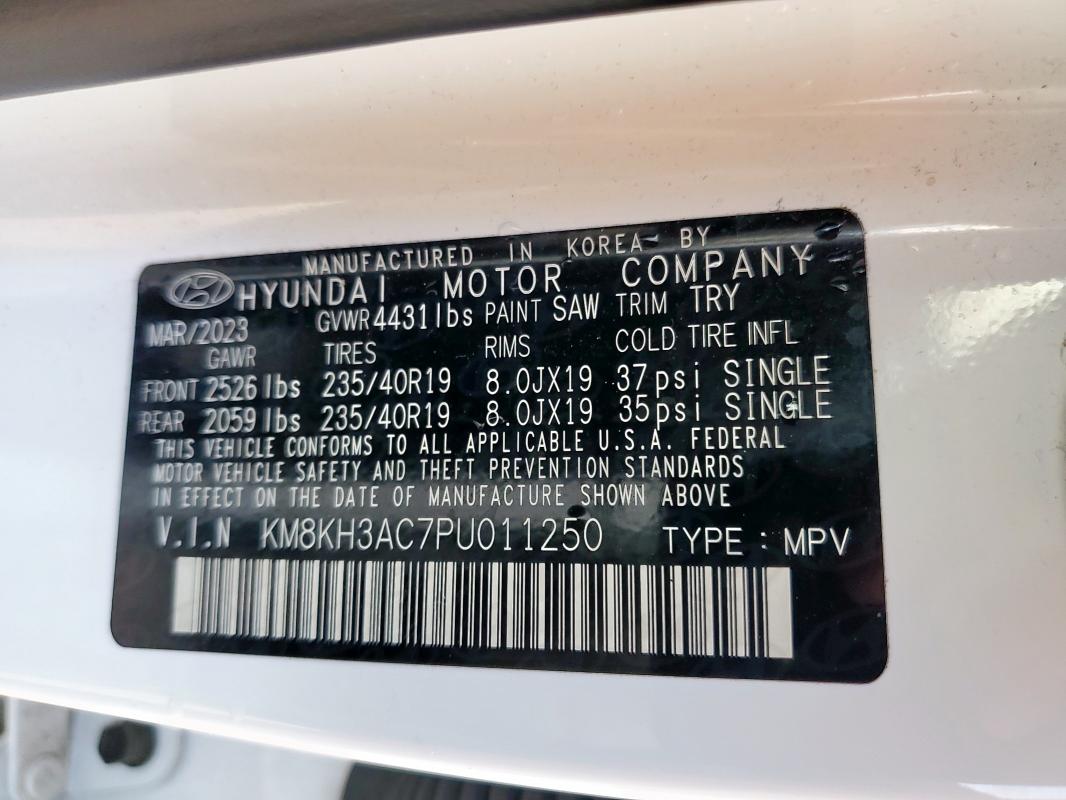 MANUFACTURED IN KOREA BY
HYUNDAI MOTOR COMPANY
MAR/2023 GVWR 4431 lbs PAINT SAW TRIM TRY
GAWR TIRES RIMS COLD TIRE INFL
FRONT 2526 lbs 235/40R19 8.0JX19 37psi SINGLE
REAR 2059 lbs 235/40R19 8.0JX19 35psi SINGLE
THIS VEHICLE CONFORMS TO ALL APPLICABLE U.S.A. FEDERAL
MOTOR VEHICLE SAFETY AND THEFT PREVENTION STANDARDS
IN EFFECT ON THE DATE OF MANUFACTURE SHOWN ABOVE
V.I.N KM8KH3AC7PU011250 TYPE : MPV